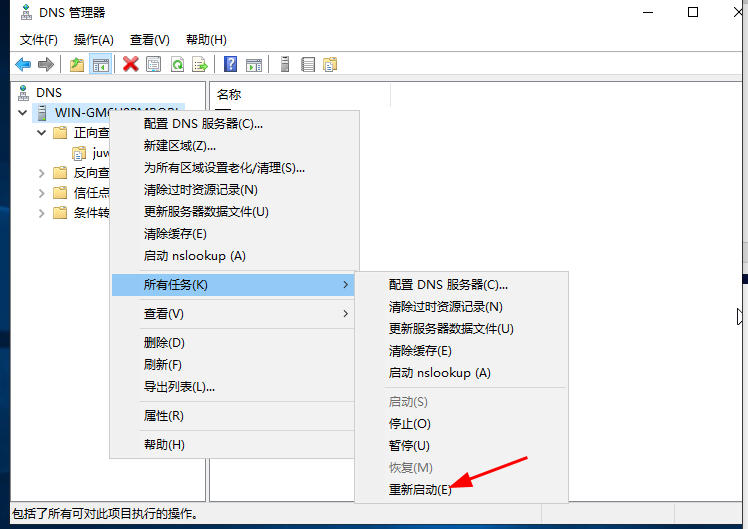 DNS 管理器
文件(F) 操作(A) 查看(V) 帮助(H)
DNS
名称
正向查
juw
反向查
信任点
条件转
配置 DNS 服务器(C)...
新建区域(Z)...
为所有区域设置老化/清理(S)...
清除过时资源记录(N)
更新服务器数据文件(U)
清除缓存(E)
启动 nslookup (A)
所有任务(K)
查看(V)
删除(D)
刷新(F)
导出列表(L)...
属性(R)
帮助(H)
配置 DNS 服务器(C)...
清除过时资源记录(N)
更新服务器数据文件(U)
清除缓存(E)
启动 nslookup (A)
启动(S)
停止(O)
暂停(U)
恢复(M)
重新启动(E)
包括了所有可对此项目执行的操作。